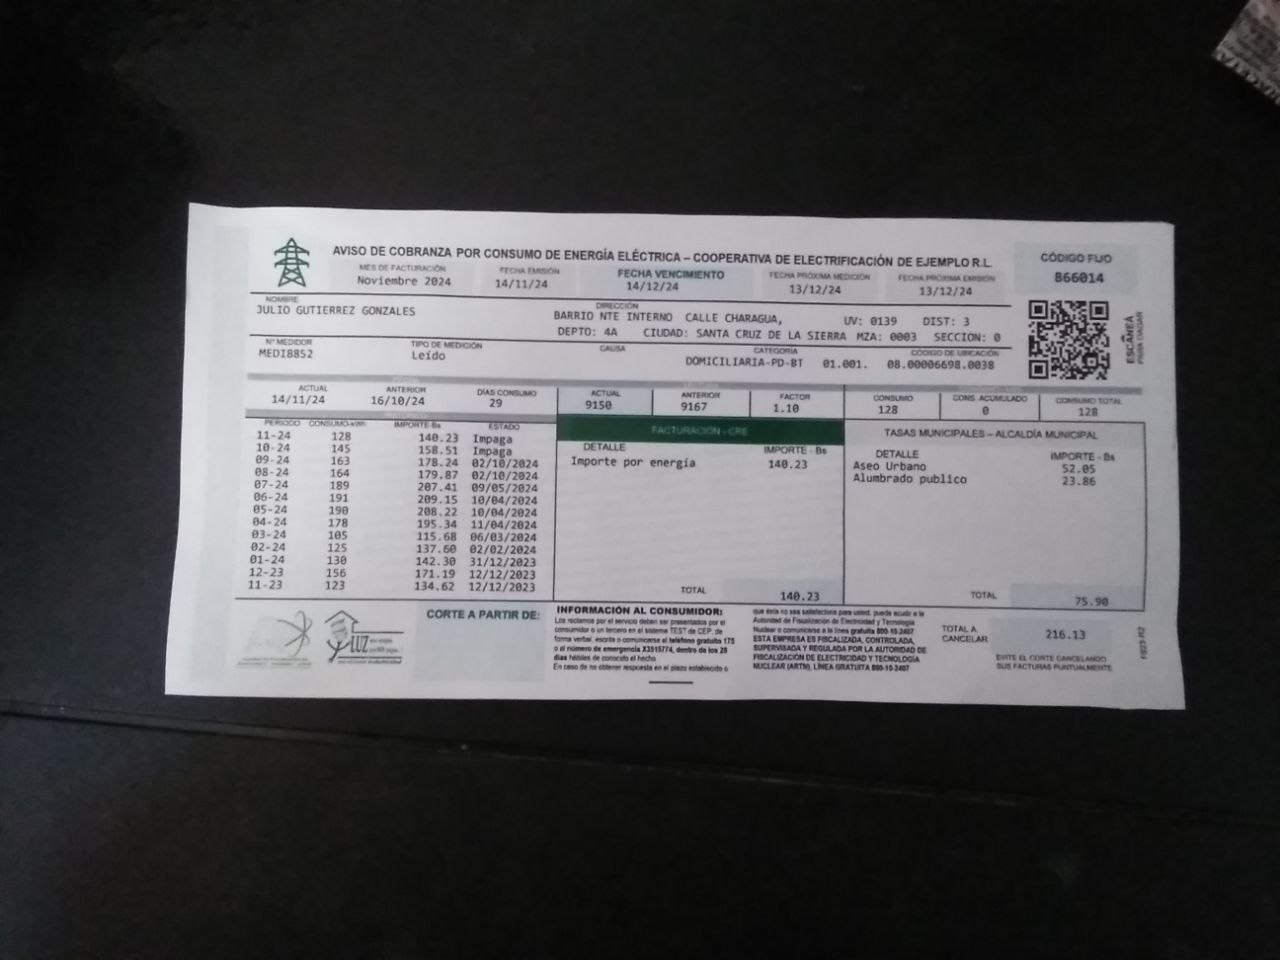 AVISO DE COBRANZA POR CONSUMO DE ENERGÍA ELÉCTRICA – COOPERATIVA DE ELECTRIFICACIÓN DE EJEMPLO R.L.
MES DE FACTURACIÓN FECHA EMISIÓN FECHA VENCIMIENTO FECHA PRÓXIMA MEDICIÓN FECHA PRÓXIMA EMISIÓN
Noviembre 2024 14/11/24 14/12/24 13/12/24 13/12/24
CÓDIGO FIJO
866014
NOMBRE
JULIO GUTIERREZ GONZALES
DIRECCIÓN
BARRIO NTE INTERNO CALLE CHARAGUA, UV: 0139 DIST: 3
DEPTO: 4A CIUDAD: SANTA CRUZ DE LA SIERRA MZA: 0003 SECCION: 0
ESCANEA
PARA PAGAR
Nº MEDIDOR TIPO DE MEDICIÓN CAUSA CATEGORÍA CÓDIGO DE UBICACIÓN
MEDI8852 Leído DOMICILIARIA-PD-BT 01.001. 08.00006698.0038
ACTUAL ANTERIOR DÍAS CONSUMO ACTUAL ANTERIOR FACTOR CONSUMO CONS. ACUMULADO CONSUMO TOTAL
14/11/24 16/10/24 29 9150 9167 1.10 128 0 128
PERIODO CONSUMO-kWh IMPORTE-Bs ESTADO
11-24 128 140.23 Impaga
10-24 145 158.51 Impaga
09-24 163 178.24 02/10/2024
08-24 164 179.87 02/10/2024
07-24 189 207.41 09/05/2024
06-24 191 209.15 10/04/2024
05-24 190 208.22 10/04/2024
04-24 178 195.34 11/04/2024
03-24 105 115.68 06/03/2024
02-24 125 137.60 02/02/2024
01-24 130 142.30 31/12/2023
12-23 156 171.19 12/12/2023
11-23 123 134.62 12/12/2023
FACTURACIÓN - CRE
DETALLE IMPORTE - Bs
Importe por energía 140.23
TOTAL 140.23
TASAS MUNICIPALES – ALCALDÍA MUNICIPAL
DETALLE IMPORTE - Bs
Aseo Urbano 52.05
Alumbrado publico 23.86
TOTAL 75.90
LUZ
CORTE A PARTIR DE:
INFORMACIÓN AL CONSUMIDOR:
Los reclamos por el servicio deben ser presentados por el
consumidor o un tercero en el sistema TEST de CEP, de
forma verbal, escrita o comunicarse al teléfono gratuito 175
o al número de emergencia X3515774, dentro de los 20
días hábiles de conocido el hecho
En caso de no obtener respuesta en el plazo establecido o
que ésta no sea satisfactoria para usted, puede acudir a la
Autoridad de Fiscalización de Electricidad y Tecnología
Nuclear o comunicarse a la línea gratuita 800-10-2407
ESTA EMPRESA ES FISCALIZADA, CONTROLADA,
SUPERVISADA Y REGULADA POR LA AUTORIDAD DE
FISCALIZACIÓN DE ELECTRICIDAD Y TECNOLOGÍA
NUCLEAR (AETN), LÍNEA GRATUITA 800-10-2407
TOTAL A
CANCELAR 216.13
EVITE EL CORTE CANCELANDO
SUS FACTURAS PUNTUALMENTE